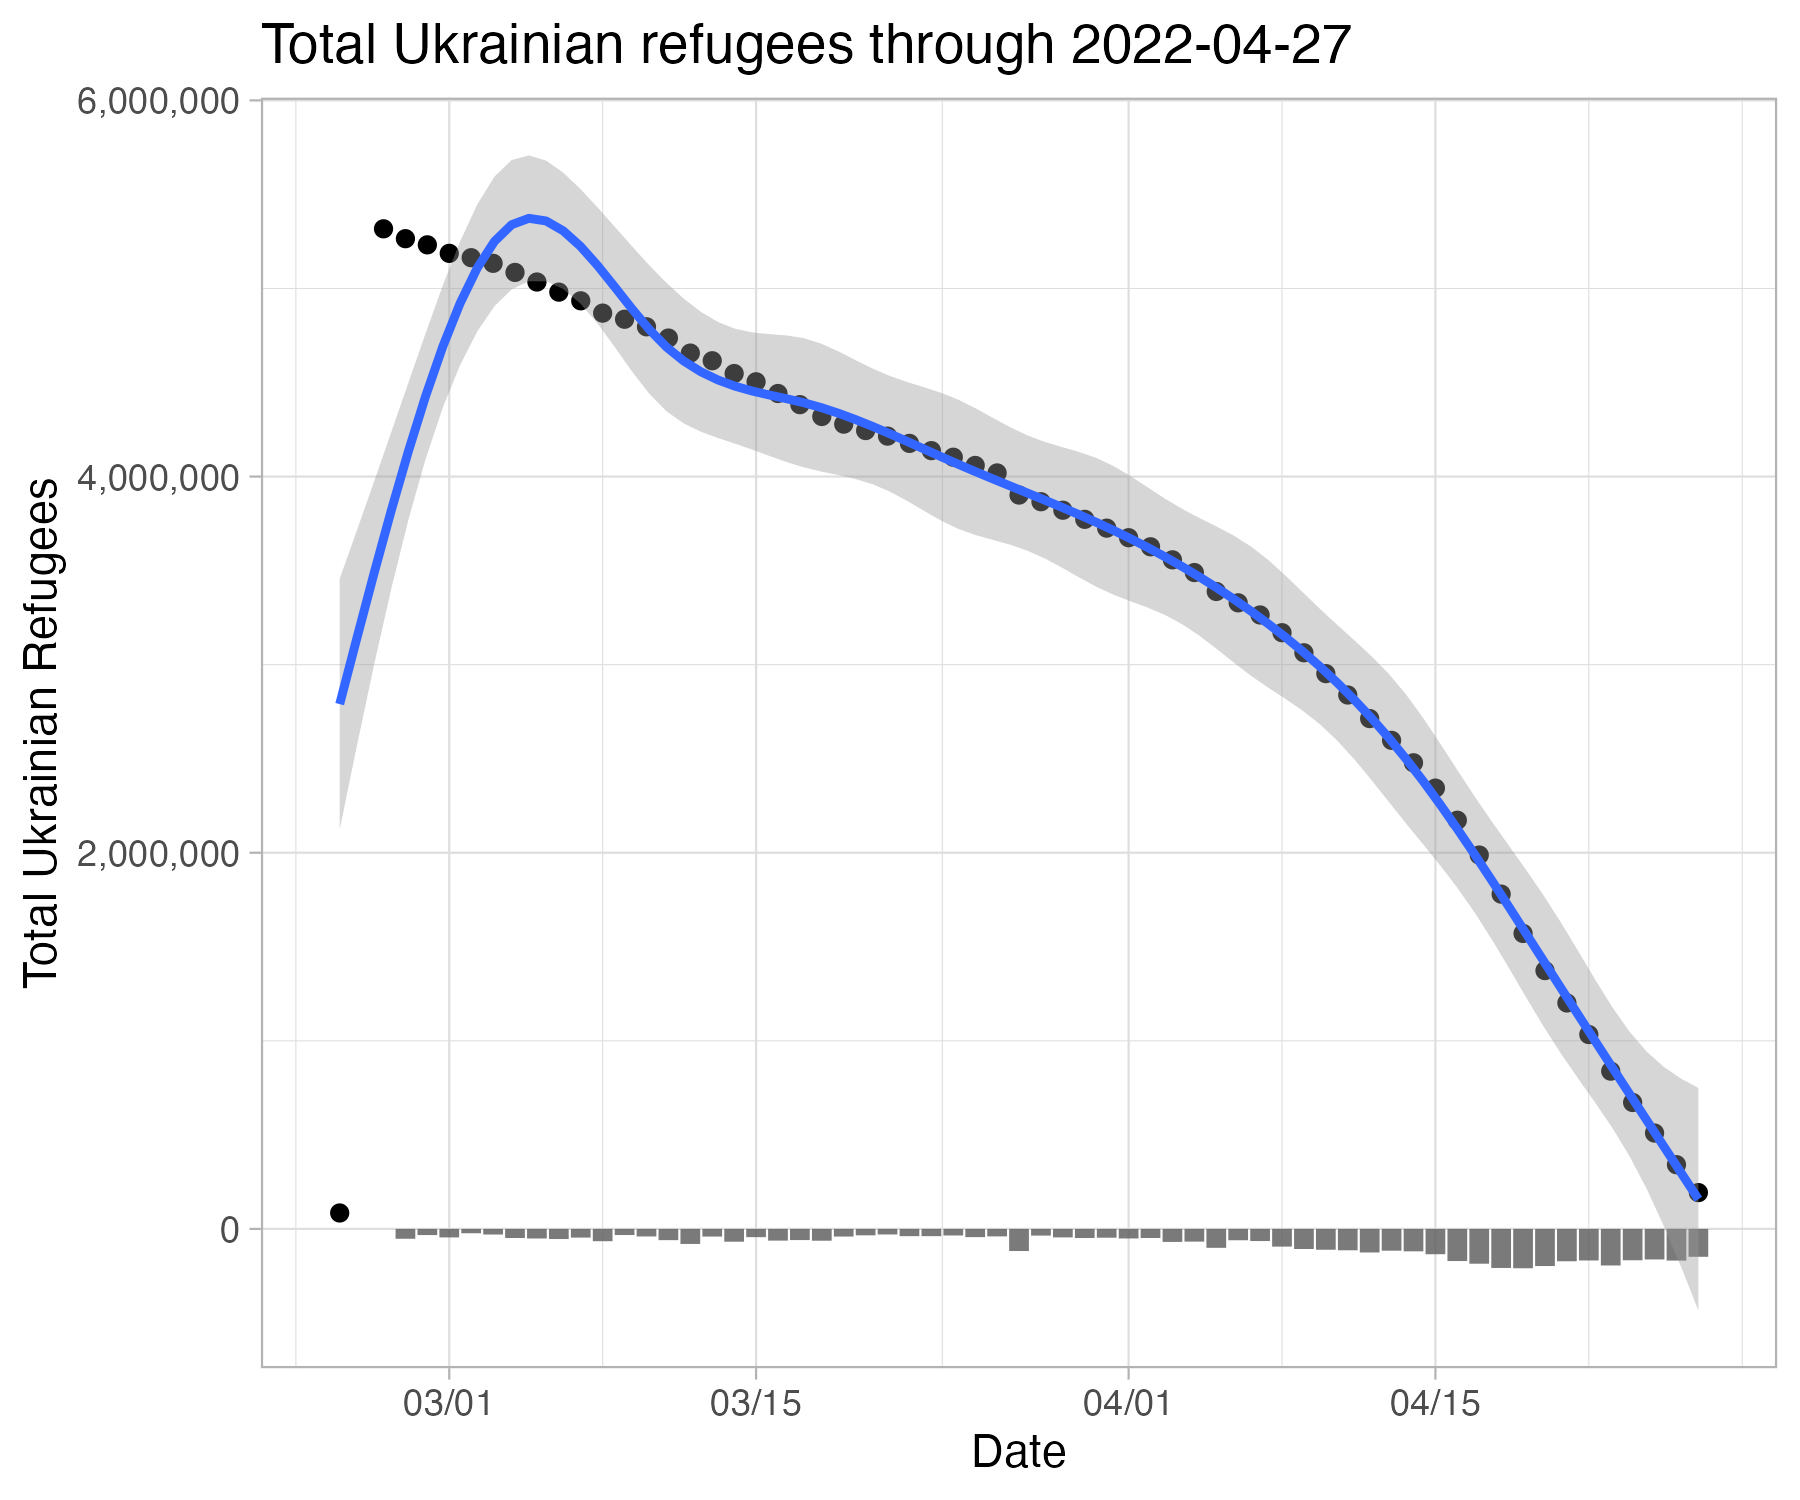 Total Ukrainian refugees through 2022-04-27
Total Ukrainian Refugees
6,000,000
4,000,000
2,000,000
0
03/01 03/15 04/01 04/15
Date